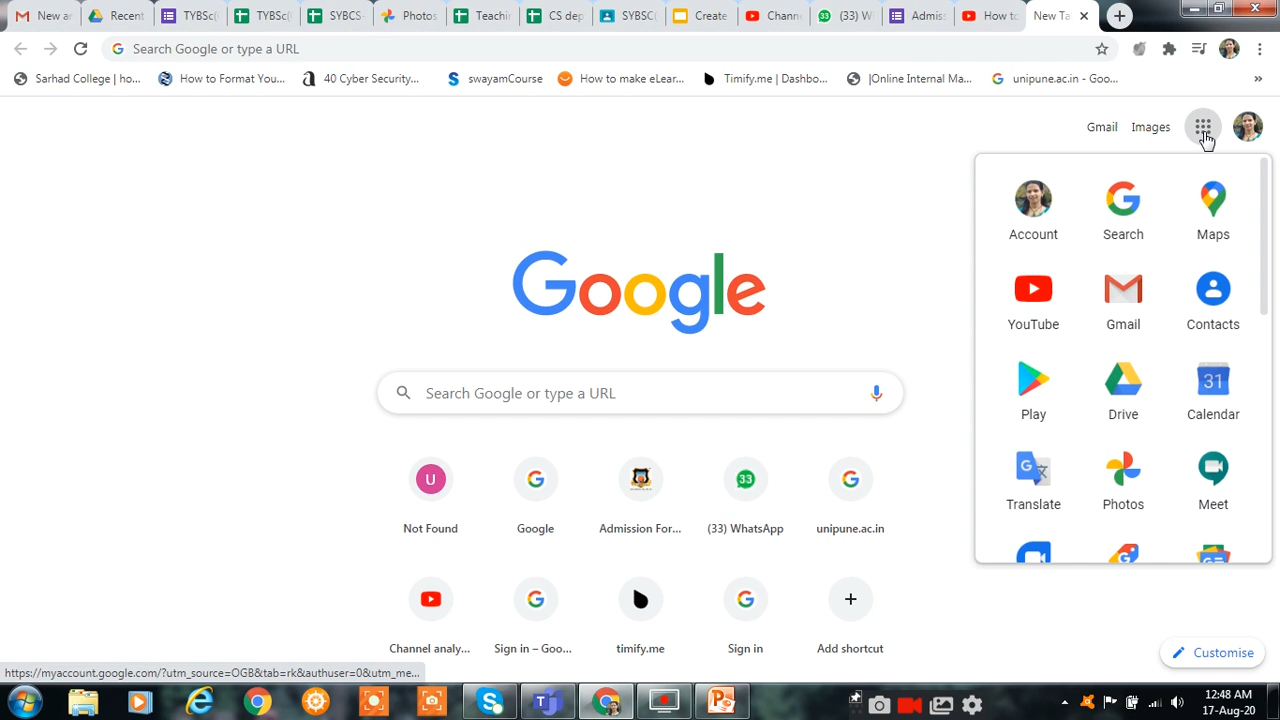 New ar
Recent
TYBSc(
TYBSc(
SYBCS-
Photos
Teachi
CS Dep
SYBSC(
Create
Chann
(33) W
Admis
How to
New Ta
Search Google or type a URL
Sarhad College | ho...
How to Format You...
40 Cyber Security...
swayamCourse
How to make eLear...
Timify.me | Dashbo...
|Online Internal Ma...
unipune.ac.in - Goo...
»
Gmail Images
Account Search Maps
YouTube Gmail Contacts
Play Drive Calendar
31
Translate Photos Meet
Google
Search Google or type a URL
U
33
Not Found Google Admission For... (33) WhatsApp unipune.ac.in
Channel analy... Sign in – Goo... timify.me Sign in Add shortcut
Customise
https://myaccount.google.com/?utm_source=OGB&tab=rk&authuser=0&utm_me...
12:48 AM
17-Aug-20